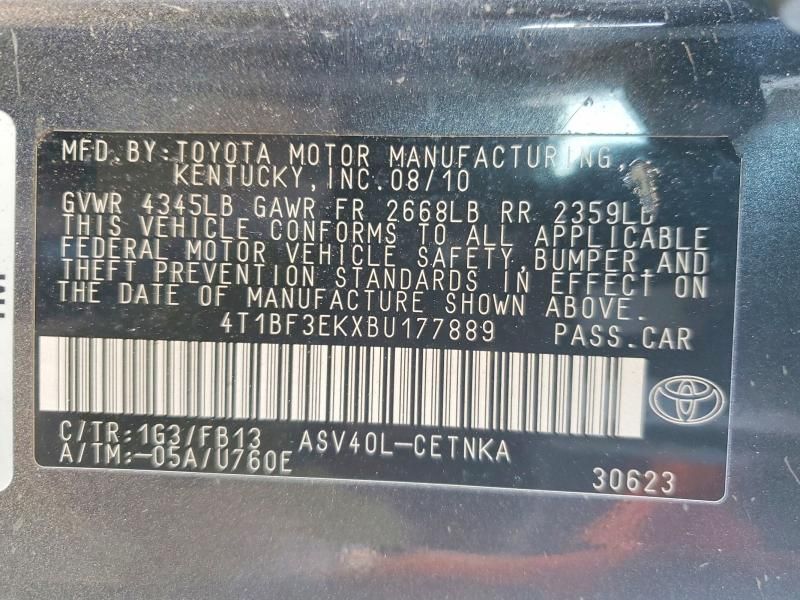 MFD.BY:TOYOTA MOTOR MANUFACTURING,
KENTUCKY,INC.08/10
GVWR 4345LB GAWR FR 2668LB RR 2359LB
THIS VEHICLE CONFORMS TO ALL APPLICABLE
FEDERAL MOTOR VEHICLE SAFETY,BUMPER,AND
THEFT PREVENTION STANDARDS IN EFFECT ON
THE DATE OF MANUFACTURE SHOWN ABOVE.
4T1BF3EKXBU177889 PASS.CAR
C/TR:1G3/FB13 ASV40L-CETNKA
A/TM:-05A/U760E
30623